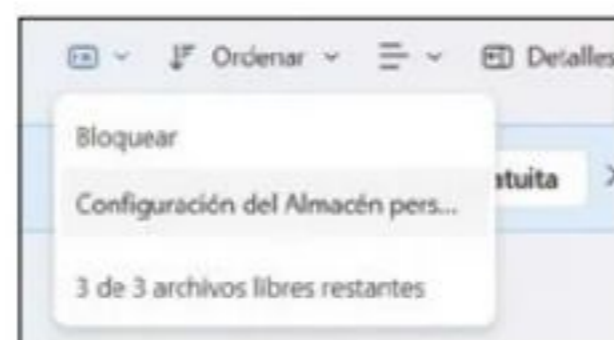 Ordenar Detalles
Bloquear
atuita
Configuración del Almacén pers...
3 de 3 archivos libres restantes